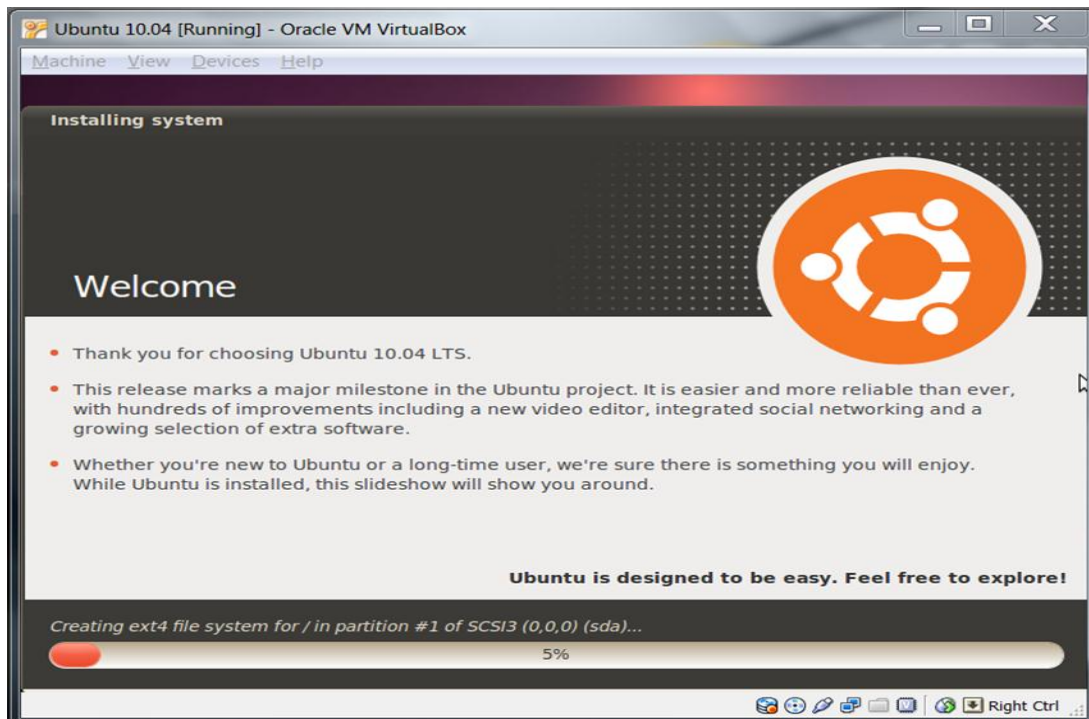 Ubuntu 10.04 [Running] - Oracle VM VirtualBox
Machine View Devices Help
Installing system
Welcome
Thank you for choosing Ubuntu 10.04 LTS.
This release marks a major milestone in the Ubuntu project. It is easier and more reliable than ever,
with hundreds of improvements including a new video editor, integrated social networking and a
growing selection of extra software.
Whether you're new to Ubuntu or a long-time user, we're sure there is something you will enjoy.
While Ubuntu is installed, this slideshow will show you around.
Ubuntu is designed to be easy. Feel free to explore!
Creating ext4 file system for / in partition #1 of SCSI3 (0,0,0) (sda)...
5%
Right Ctrl